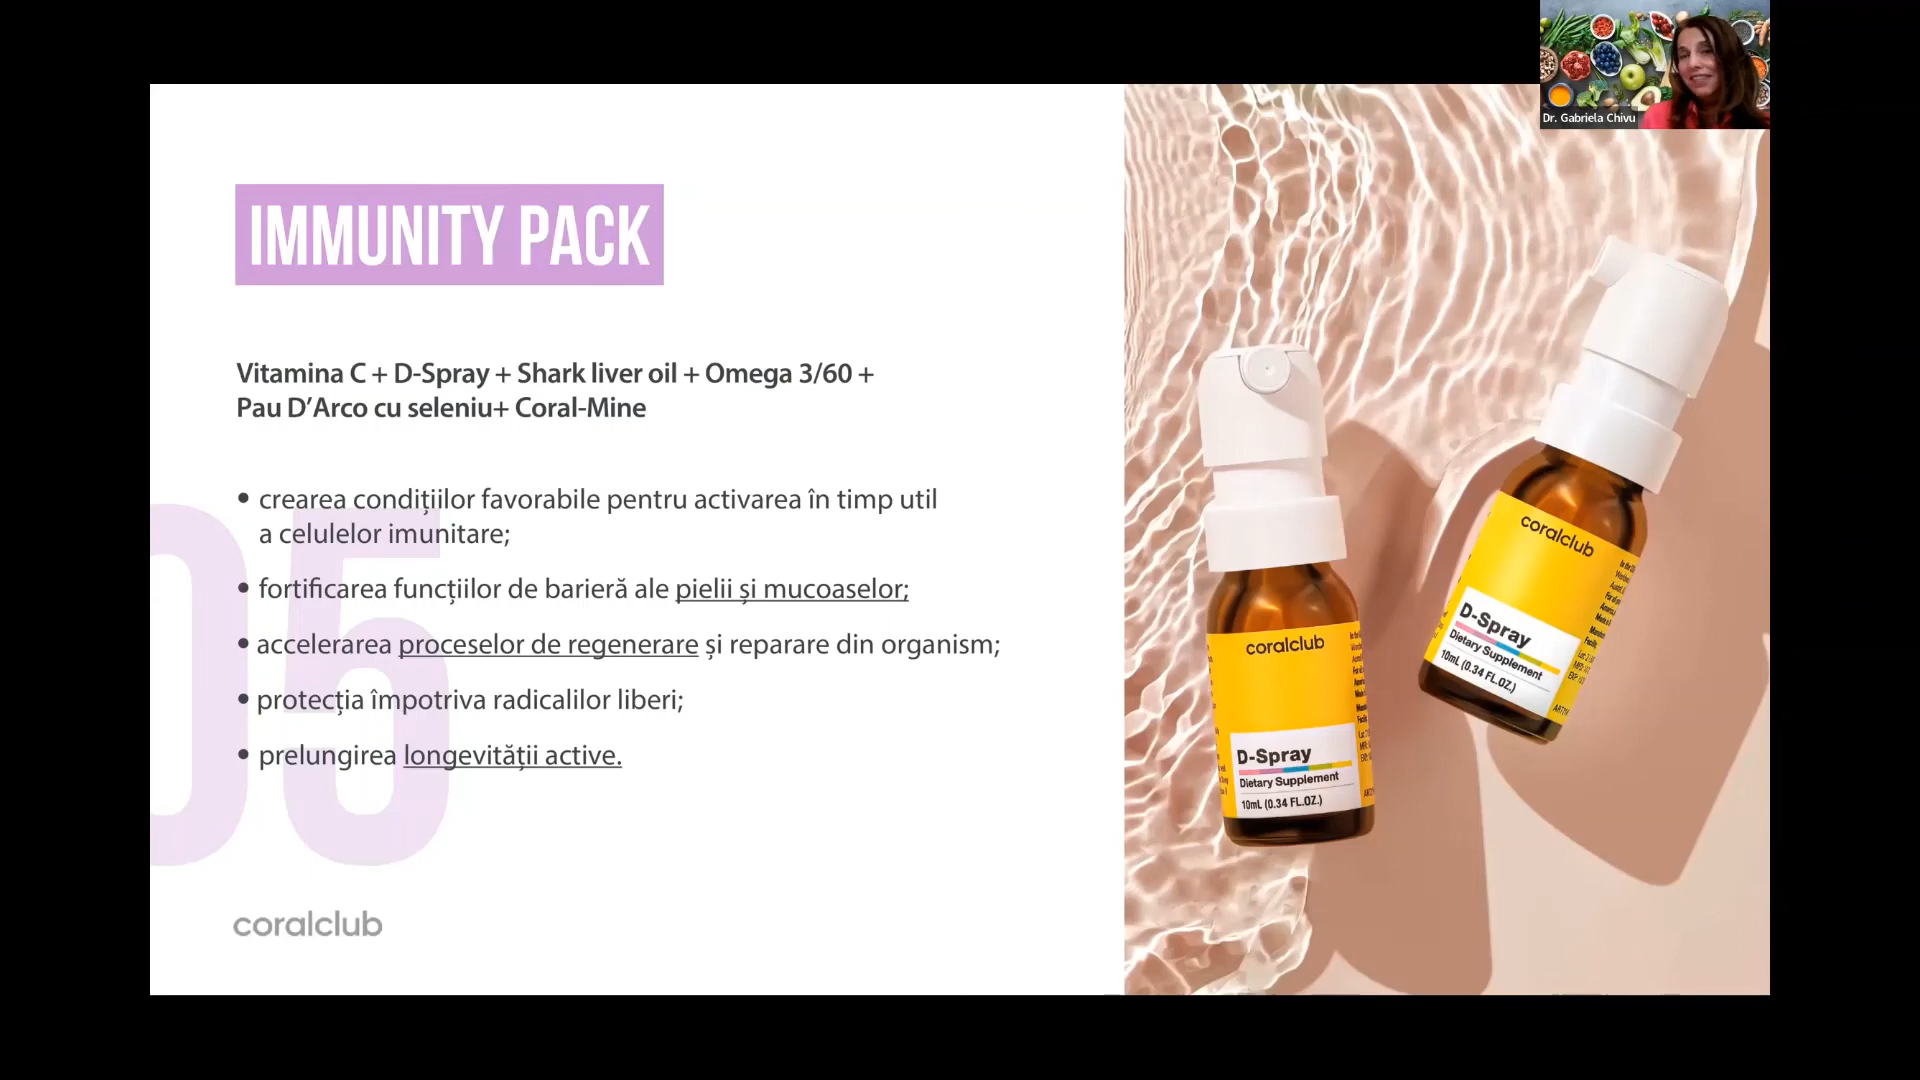 Dr. Gabriela Chivu
IMMUNITY PACK
Vitamina C + D-Spray + Shark liver oil + Omega 3/60 +
Pau D’Arco cu seleniu+ Coral-Mine
• crearea condițiilor favorabile pentru activarea în timp util
a celulelor imunitare;
• fortificarea funcțiilor de barieră ale pielii și mucoaselor;
• accelerarea proceselor de regenerare și reparare din organism;
• protecția împotriva radicalilor liberi;
• prelungirea longevității active.
05
coralclub
coralclub
D-Spray
Dietary Supplement
10mL (0.34 FL.OZ.)
coralclub
D-Spray
Dietary Supplement
10mL (0.34 FL.OZ.)